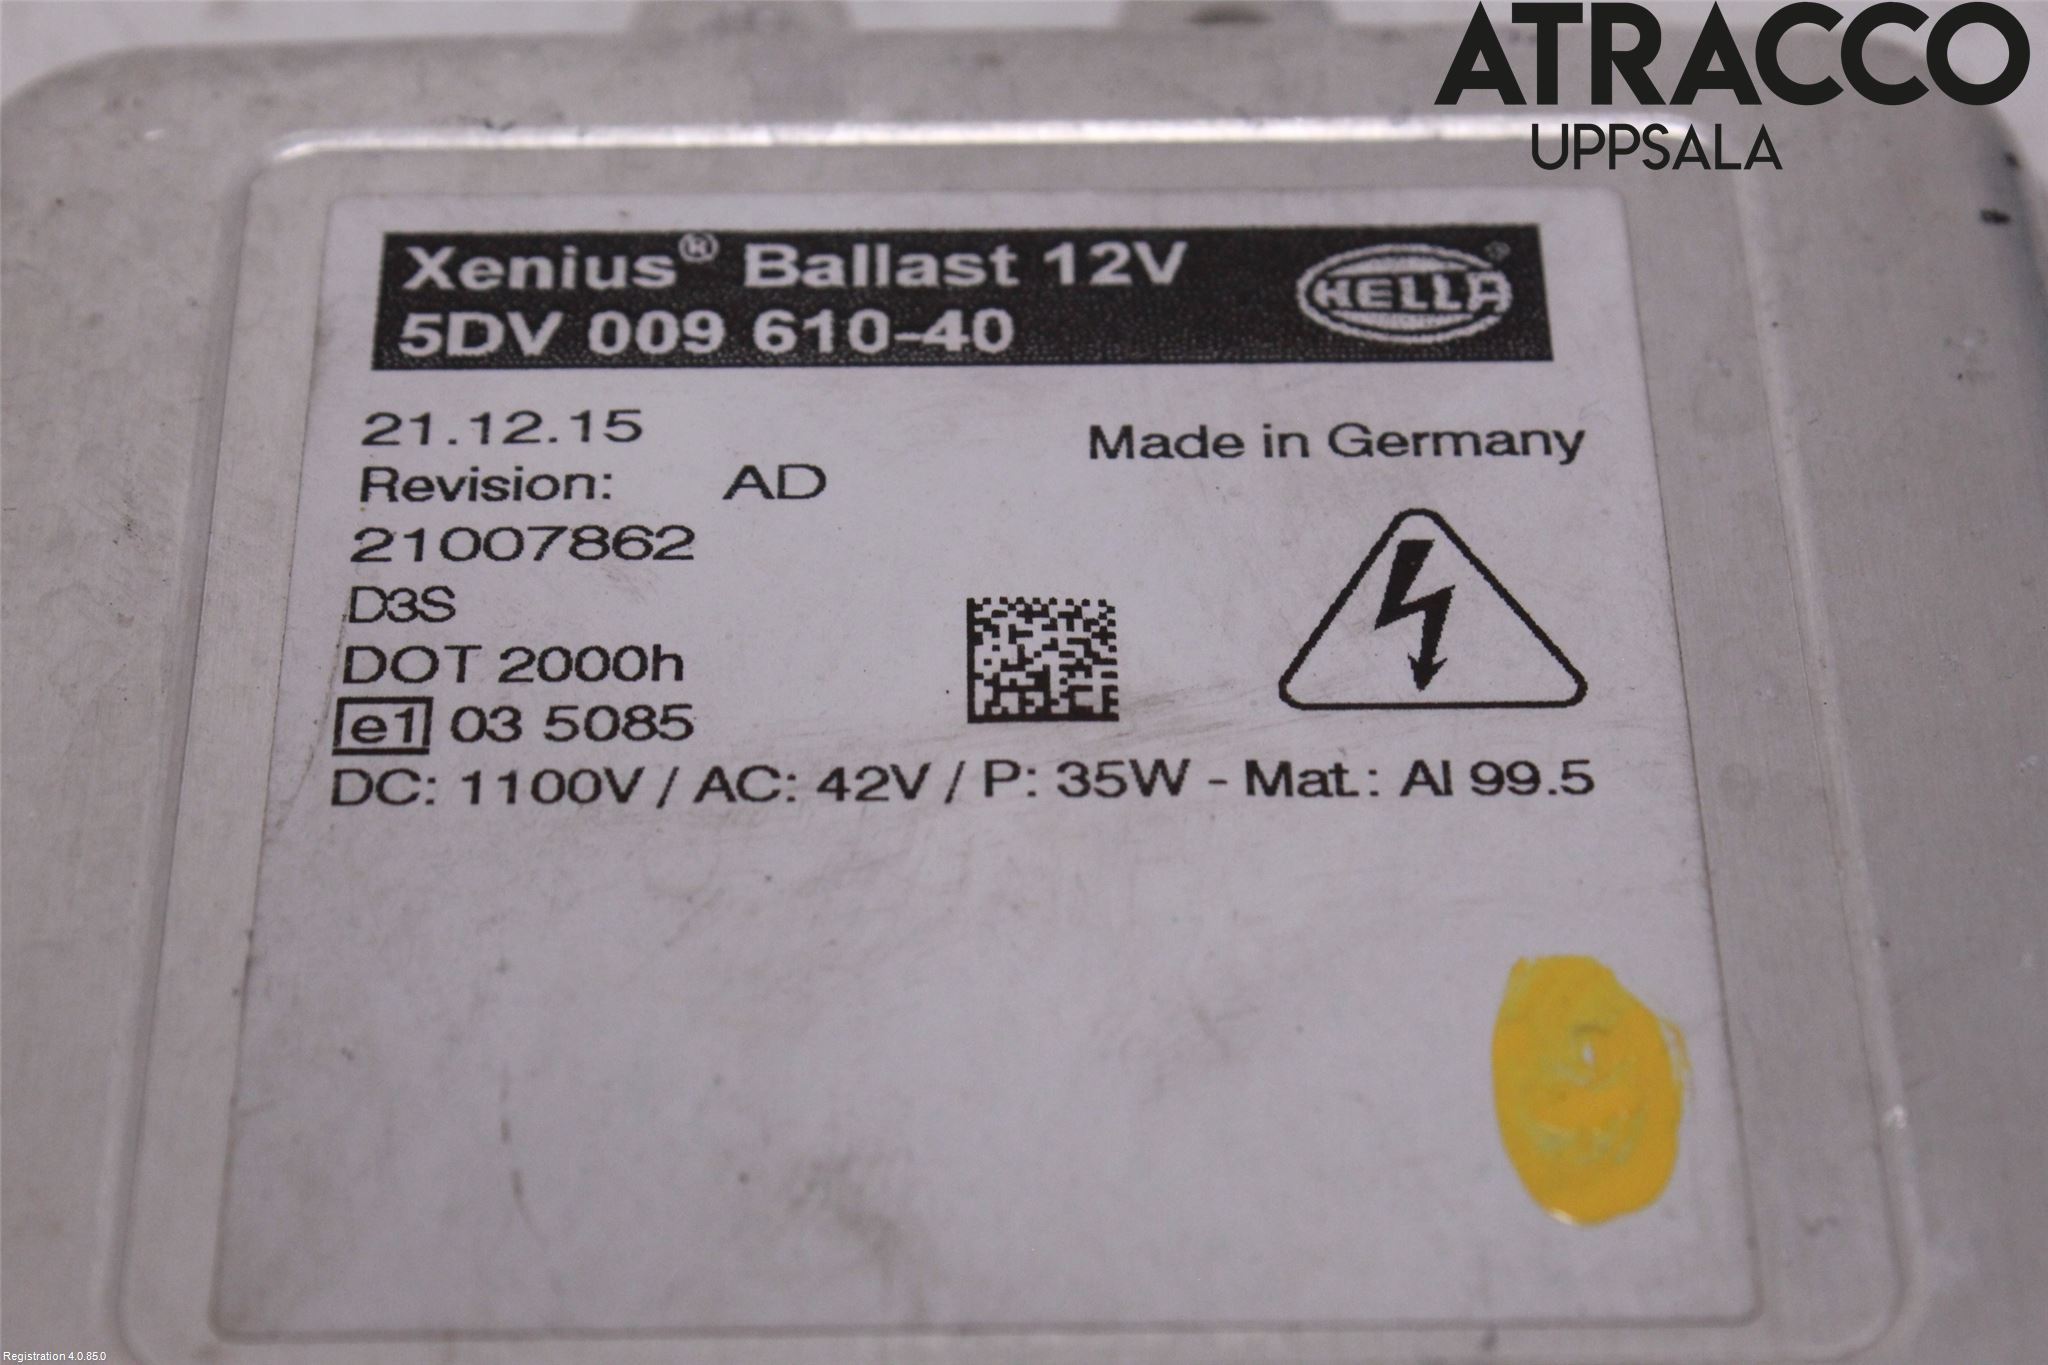 ATRACCO
UPPSALA
Xenius® Ballast 12V
5DV 009 610-40
HELLA®
21.12.15
Made in Germany
Revision: AD
21007862
D3S
DOT 2000h
e1 03 5085
DC: 1100V / AC: 42V / P: 35W - Mat.: Al 99.5
Registration 4.0.85.0